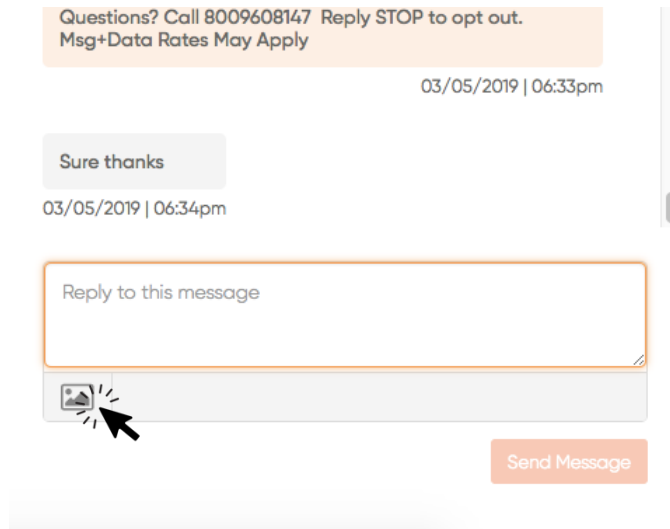 Questions? Call 8009608147 Reply STOP to opt out.
Msg+Data Rates May Apply
03/05/2019 | 06:33pm
Sure thanks
03/05/2019 | 06:34pm
Reply to this message
Send Message